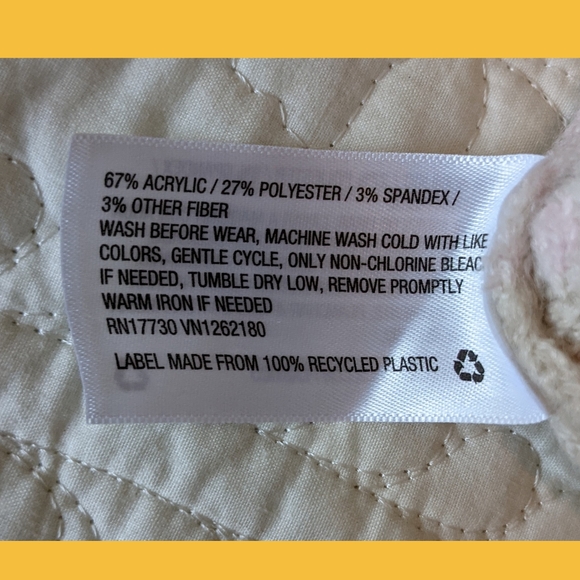 67% ACRYLIC / 27% POLYESTER / 3% SPANDEX /
3% OTHER FIBER
WASH BEFORE WEAR, MACHINE WASH COLD WITH LIKE
COLORS, GENTLE CYCLE, ONLY NON-CHLORINE BLEAC
IF NEEDED, TUMBLE DRY LOW, REMOVE PROMPTLY
WARM IRON IF NEEDED
RN17730 VN1262180
LABEL MADE FROM 100% RECYCLED PLASTIC